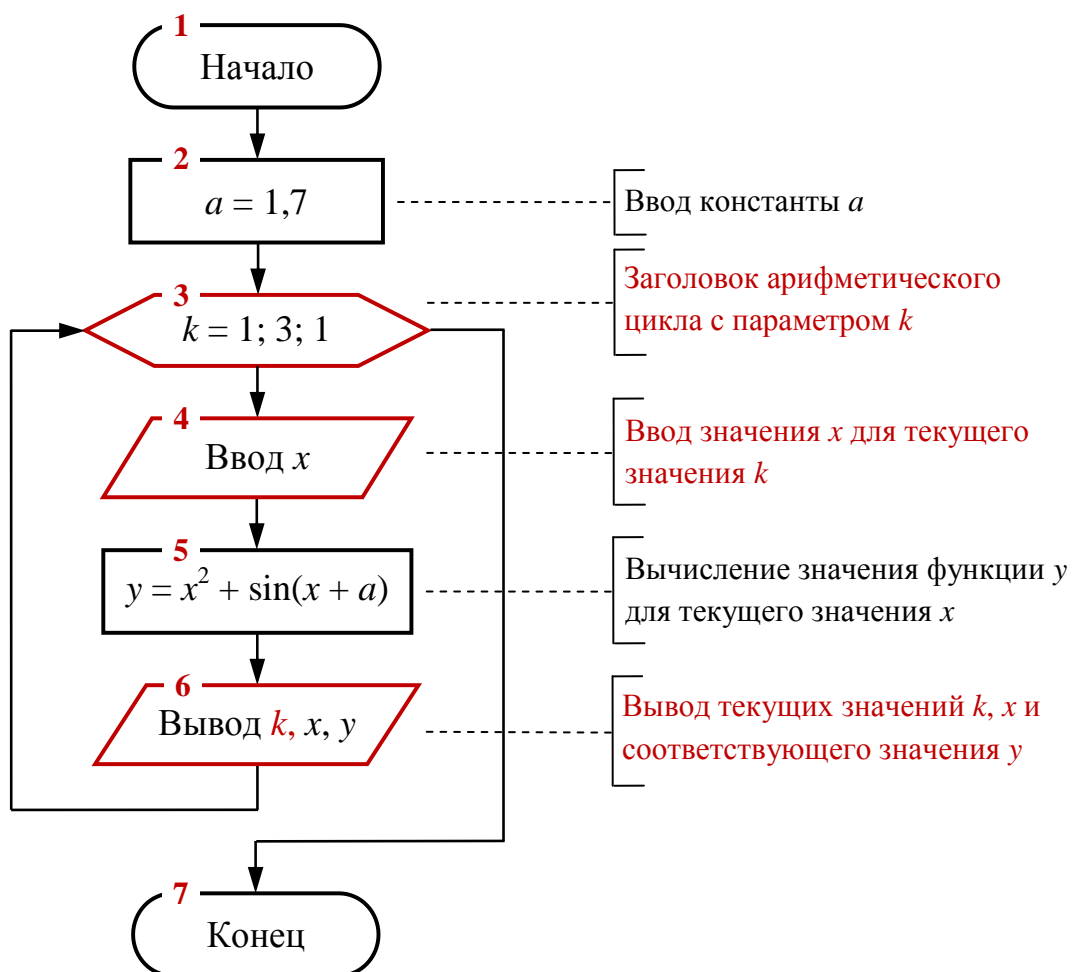 1
Начало
2
a = 1,7
Ввод константы a
3
k = 1; 3; 1
Заголовок арифметического
цикла с параметром k
4
Ввод x
Ввод значения x для текущего
значения k
5
y = x² + sin(x + a)
Вычисление значения функции y
для текущего значения x
6
Вывод k, x, y
Вывод текущих значений k, x и
соответствующего значения y
7
Конец